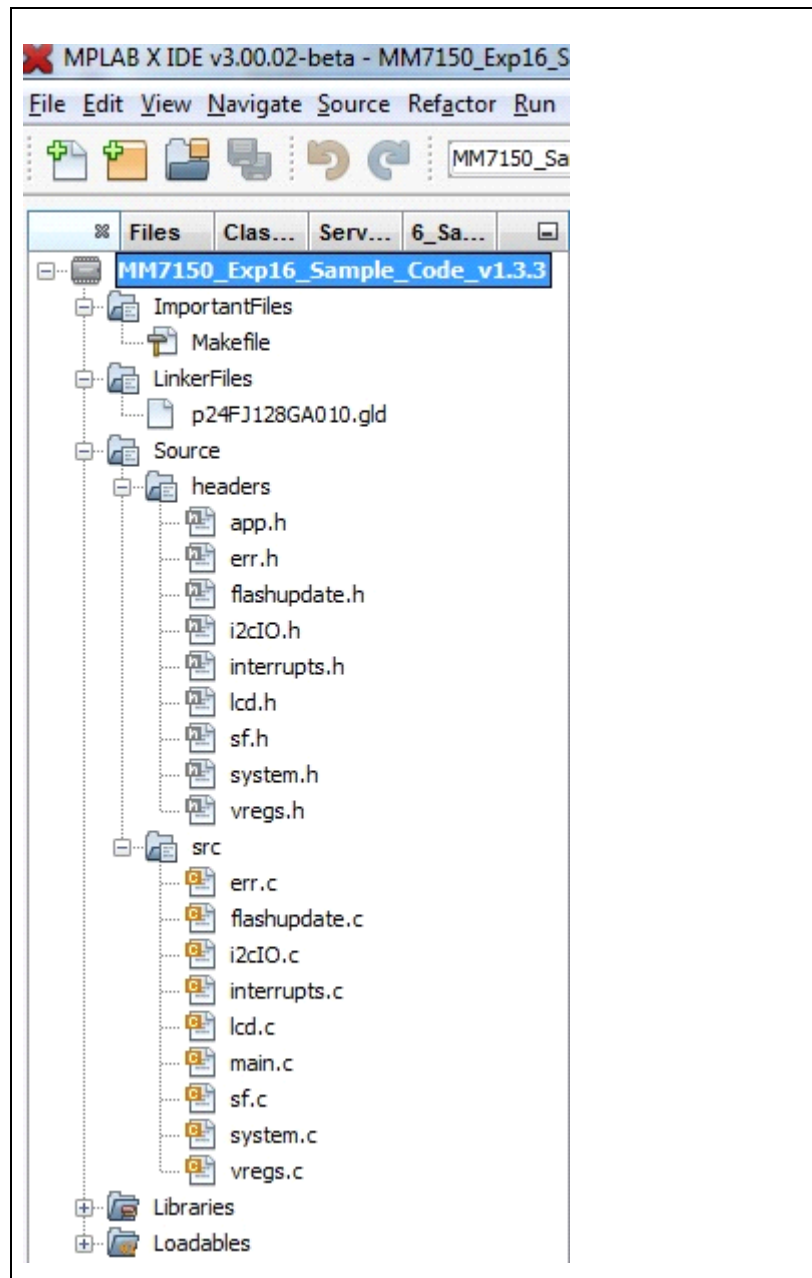 MPLAB X IDE v3.00.02-beta - MM7150_Exp16_S
File Edit View Navigate Source Refactor Run
MM7150_Sa
Files Clas... Serv... 6_Sa...
MM7150_Exp16_Sample_Code_v1.3.3
ImportantFiles
Makefile
LinkerFiles
p24FJ128GA010.gld
Source
headers
app.h
err.h
flashupdate.h
i2cIO.h
interrupts.h
lcd.h
sf.h
system.h
vregs.h
src
err.c
flashupdate.c
i2cIO.c
interrupts.c
lcd.c
main.c
sf.c
system.c
vregs.c
Libraries
Loadables